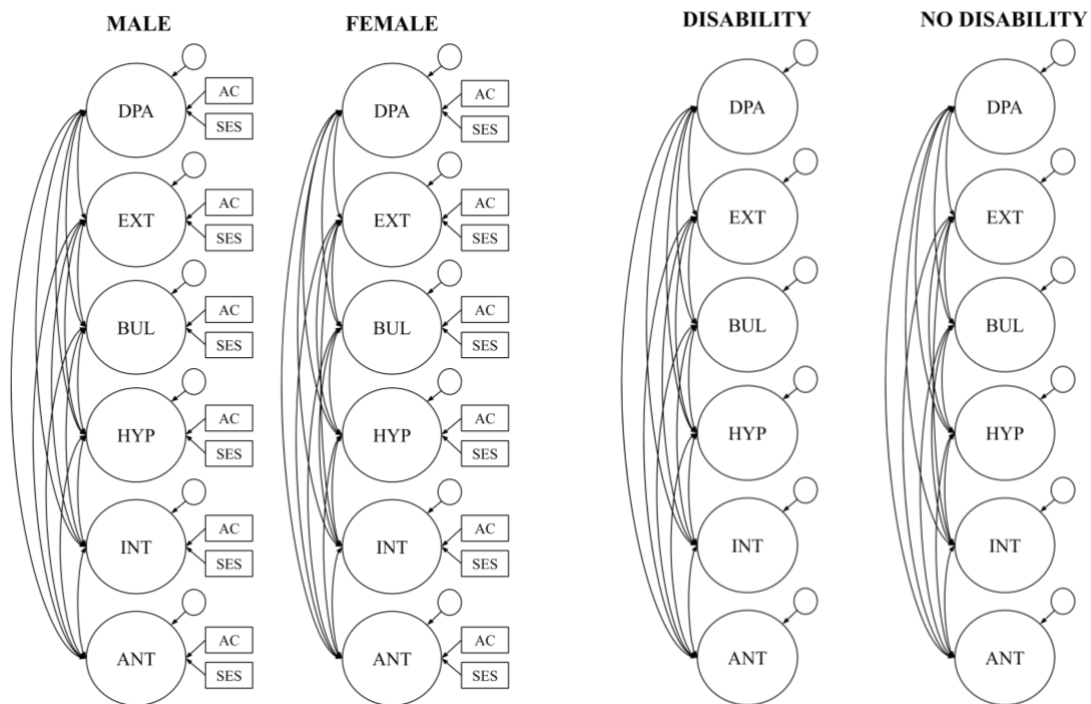 MALE
FEMALE
DISABILITY
NO DISABILITY
DPA
AC
SES
DPA
AC
SES
DPA
DPA
EXT
AC
SES
EXT
AC
SES
EXT
EXT
BUL
AC
SES
BUL
AC
SES
BUL
BUL
HYP
AC
SES
HYP
AC
SES
HYP
HYP
INT
AC
SES
INT
AC
SES
INT
INT
ANT
AC
SES
ANT
AC
SES
ANT
ANT